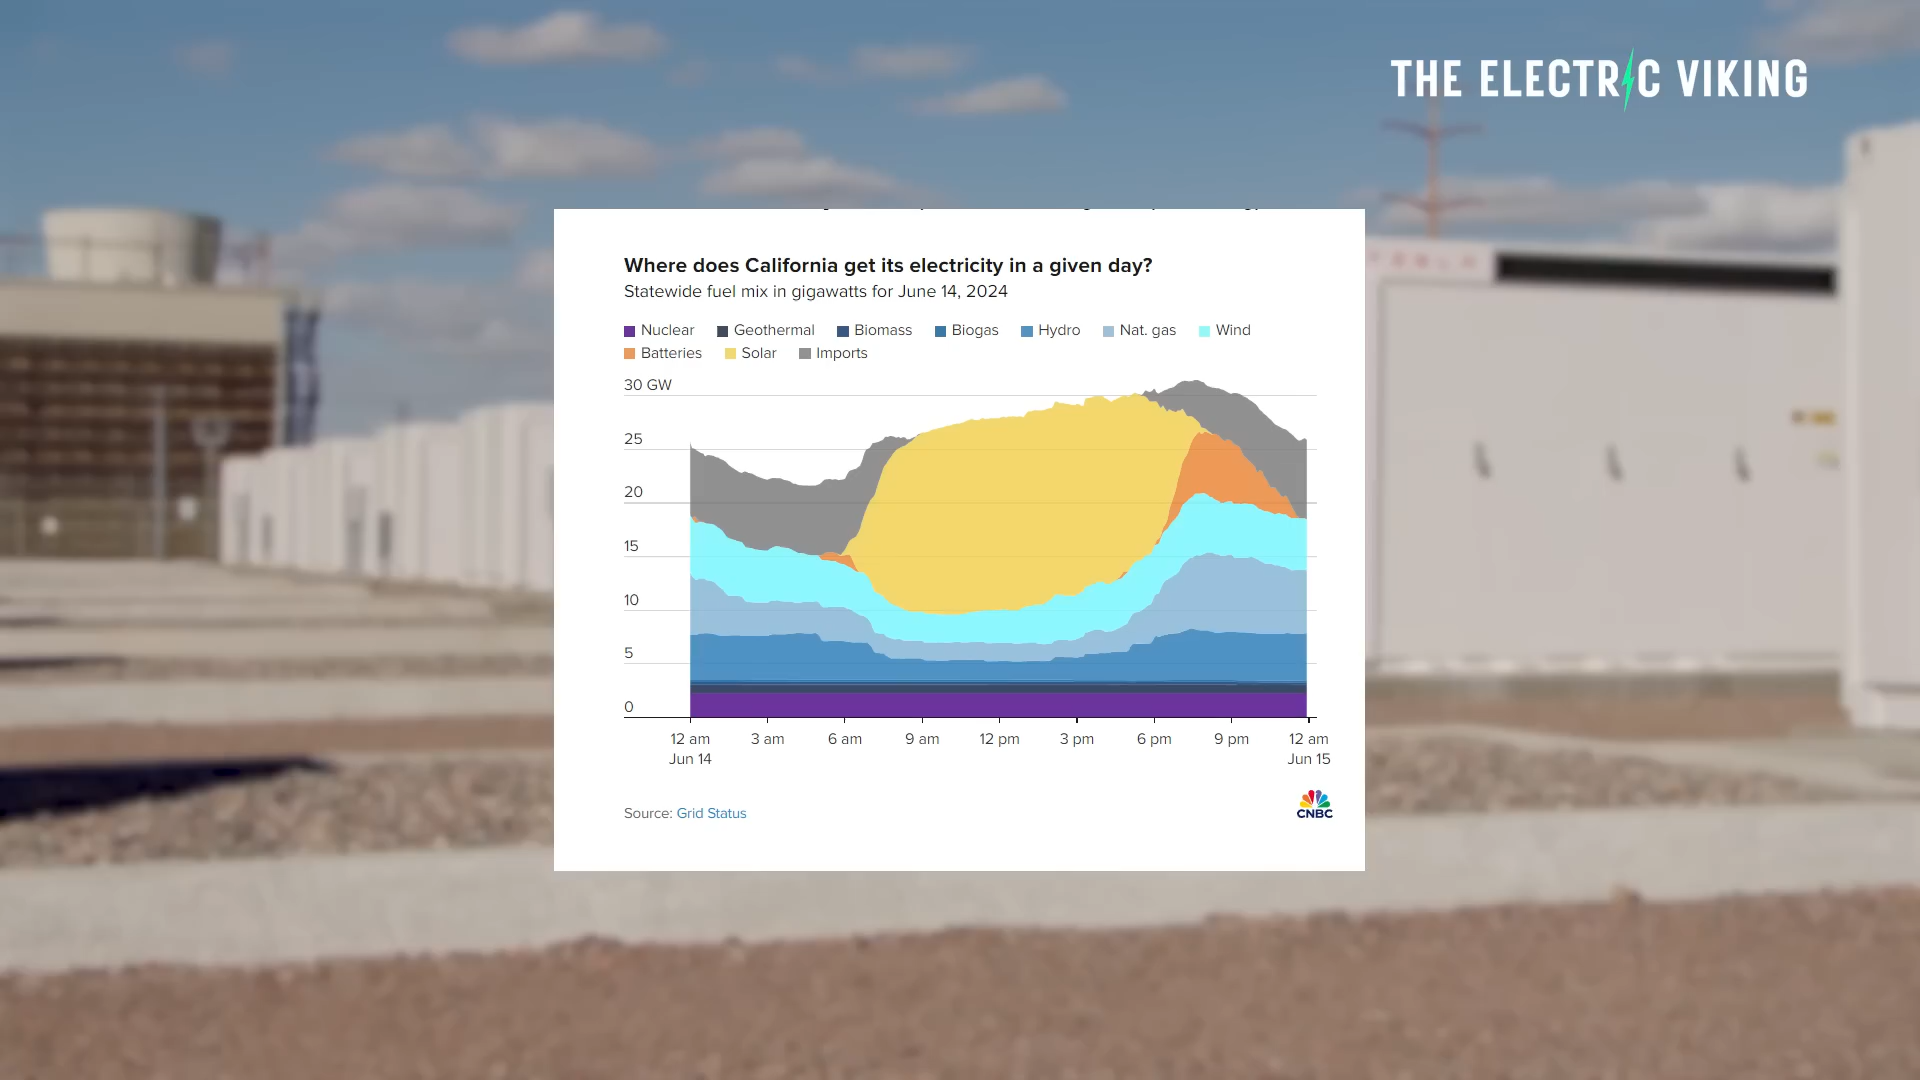 THE ELECTRIC VIKING
Where does California get its electricity in a given day?
Statewide fuel mix in gigawatts for June 14, 2024
Nuclear Geothermal Biomass Biogas Hydro Nat. gas Wind
Batteries Solar Imports
30 GW
25
20
15
10
5
0
12 am 3 am 6 am 9 am 12 pm 3 pm 6 pm 9 pm 12 am
Jun 14 Jun 15
Source: Grid Status
CNBC